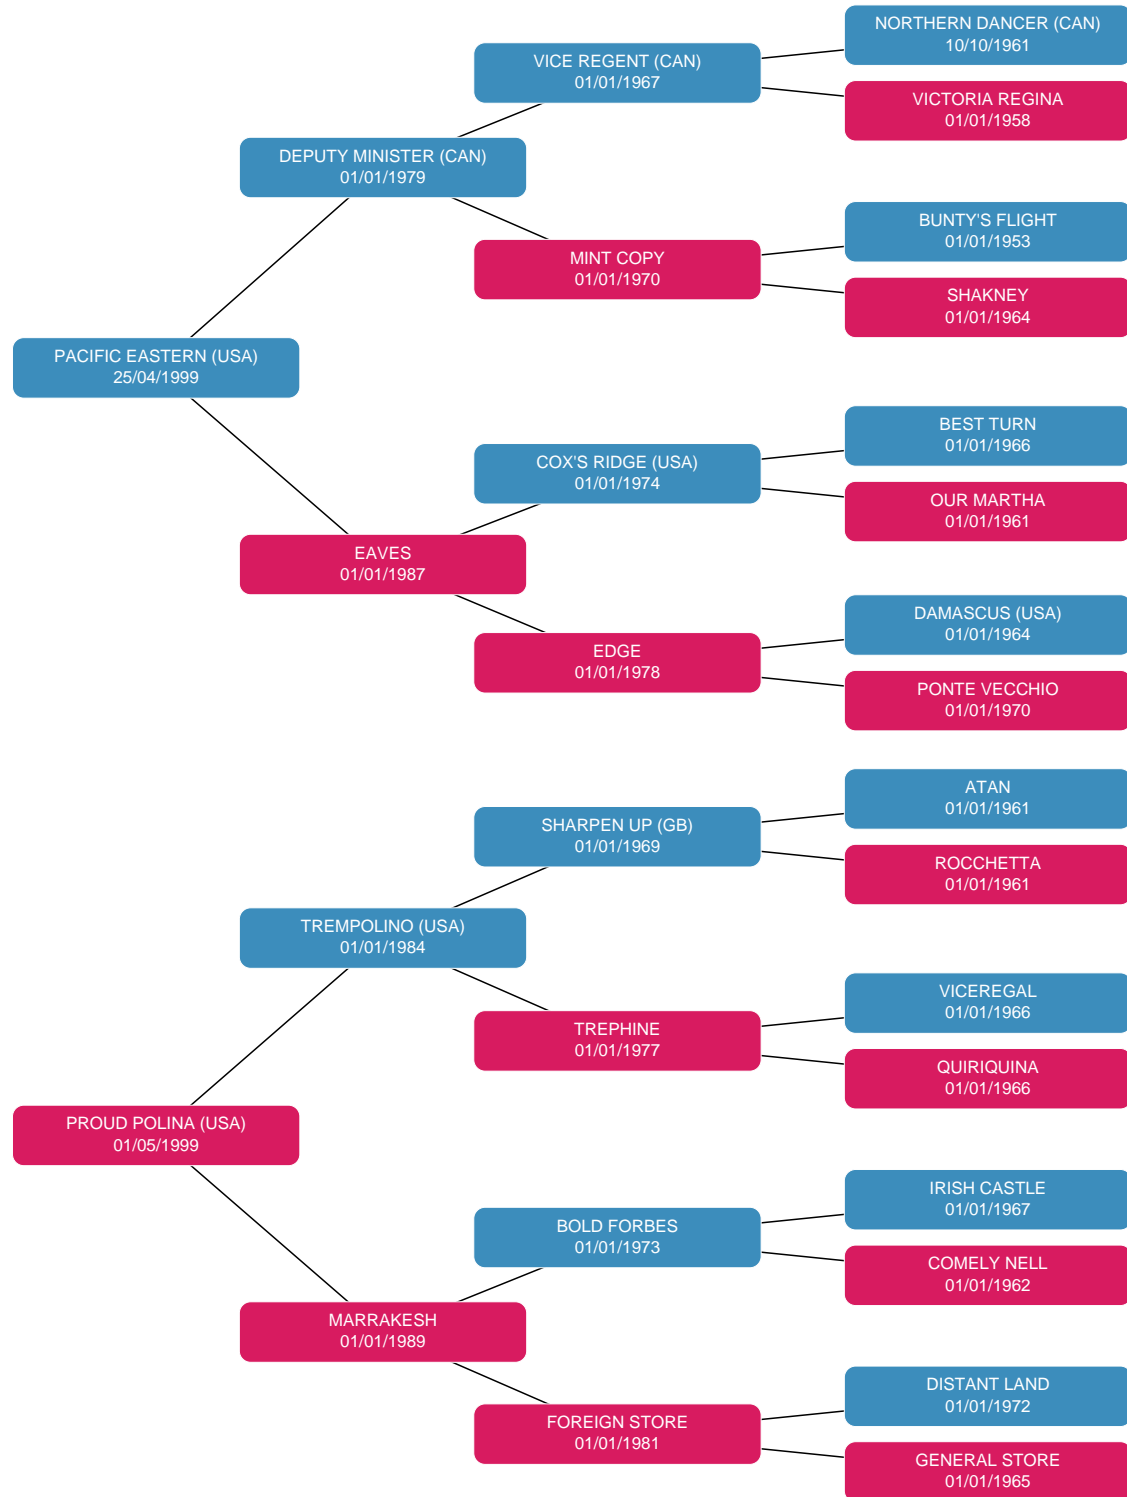 NORTHERN DANCER (CAN)
10/10/1961
VICE REGENT (CAN)
01/01/1967
VICTORIA REGINA
01/01/1958
DEPUTY MINISTER (CAN)
01/01/1979
BUNTY'S FLIGHT
01/01/1953
MINT COPY
01/01/1970
SHAKNEY
01/01/1964
PACIFIC EASTERN (USA)
25/04/1999
BEST TURN
01/01/1966
COX'S RIDGE (USA)
01/01/1974
OUR MARTHA
01/01/1961
EAVES
01/01/1987
DAMASCUS (USA)
01/01/1964
EDGE
01/01/1978
PONTE VECCHIO
01/01/1970
ATAN
01/01/1961
SHARPEN UP (GB)
01/01/1969
ROCCHETTA
01/01/1961
TREMPOLINO (USA)
01/01/1984
VICEREGAL
01/01/1966
TREPHINE
01/01/1977
QUIRIQUINA
01/01/1966
PROUD POLINA (USA)
01/05/1999
IRISH CASTLE
01/01/1967
BOLD FORBES
01/01/1973
COMELY NELL
01/01/1962
MARRAKESH
01/01/1989
DISTANT LAND
01/01/1972
FOREIGN STORE
01/01/1981
GENERAL STORE
01/01/1965